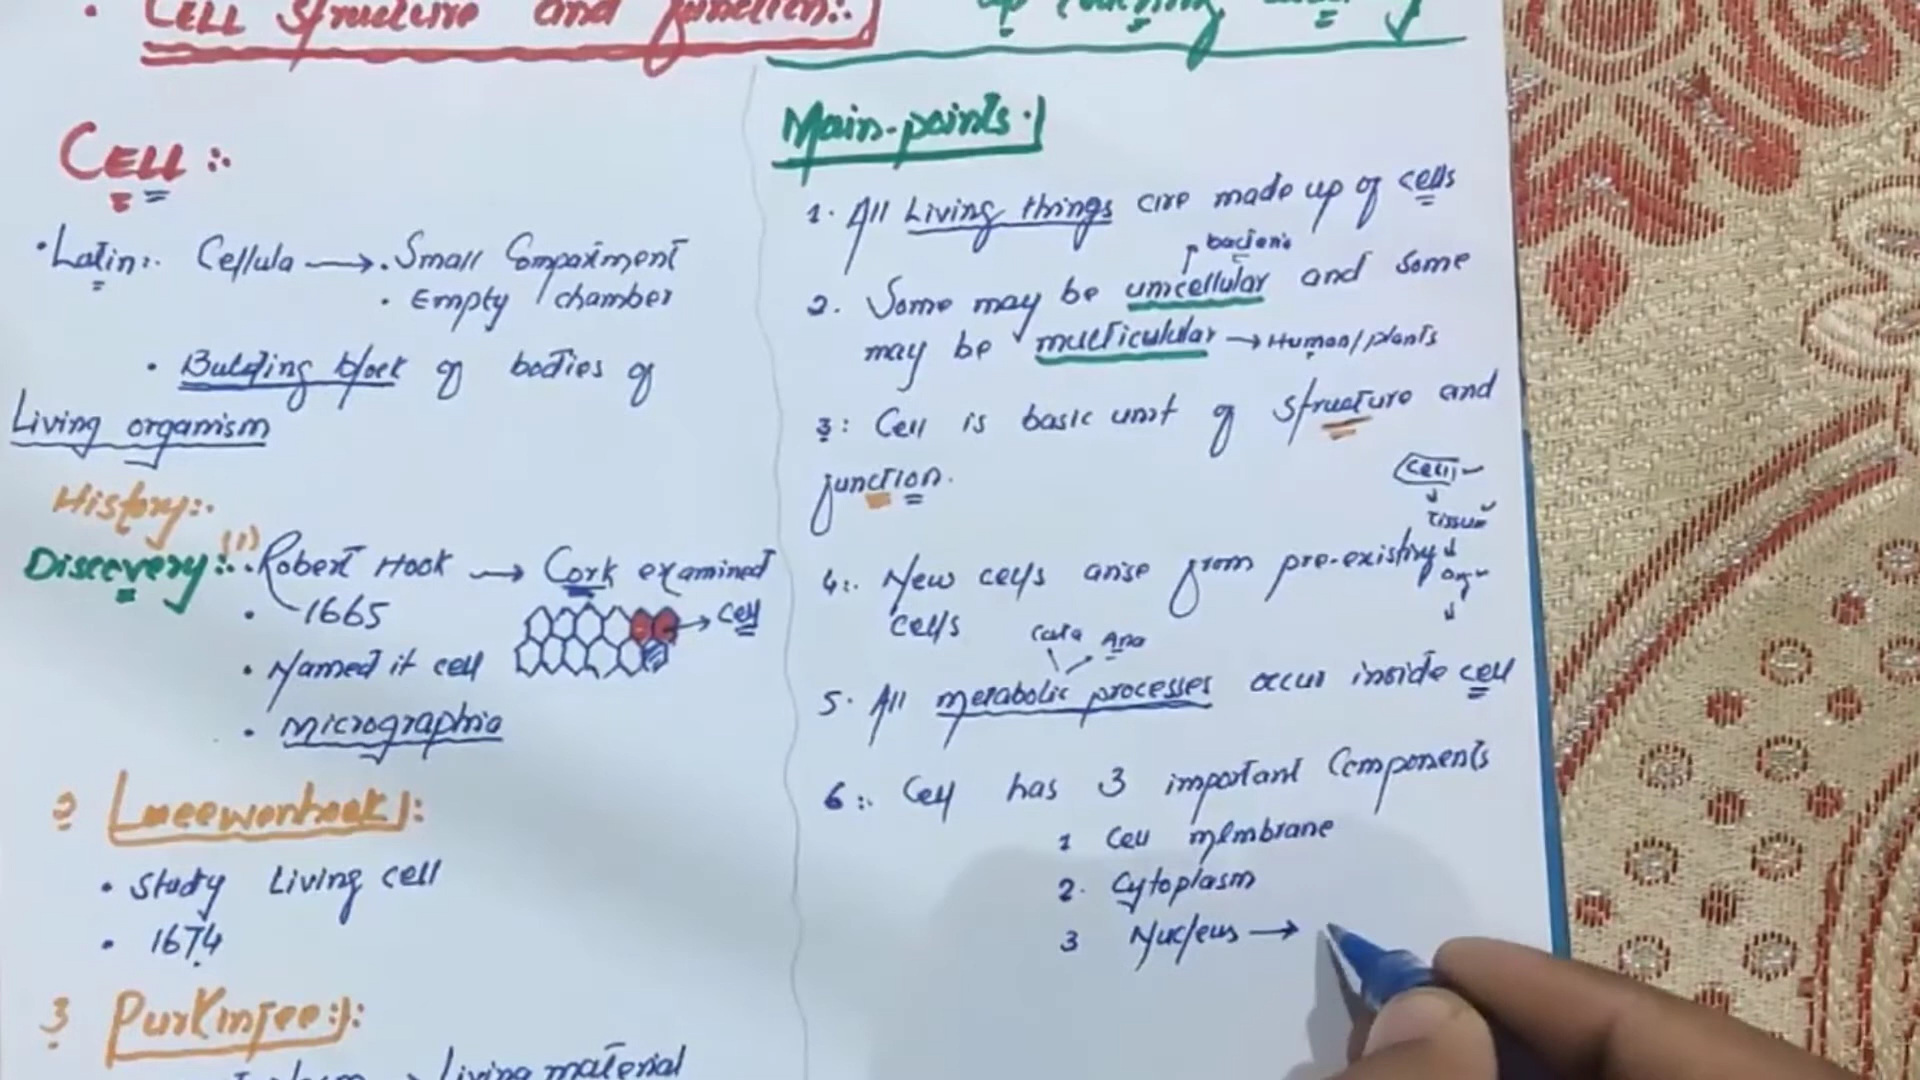 • CELL Structure and function:.
CELL :.
• Latin:. Cellula → • Small Compartment
• Empty chamber
• Bulding block of bodies of
Living organism
History:.
Discevery:. (1)
• Robert Hook → Cork examined
• 1665
→ cell
• Named it cell
• Micrographia
2 Leeewenhoek):
• Study Living cell
• 1674
3 Purkinjee:):
→ Living material
Main-points.
1. All Living things are made up of cells
bacteria
2. Some may be unicellular and some
may be multicululular → Human/plants
3: Cell is basic unit of structure and
function.
Cell
↓
Tissue
↓
↓
4:. New cells arise from pre-existing
cells
Cata Ana
5. All metabolic processes occur inside cell
6:. Cell has 3 important Components
1 Cell membrane
2. Cytoplasm
3 Nucleus →